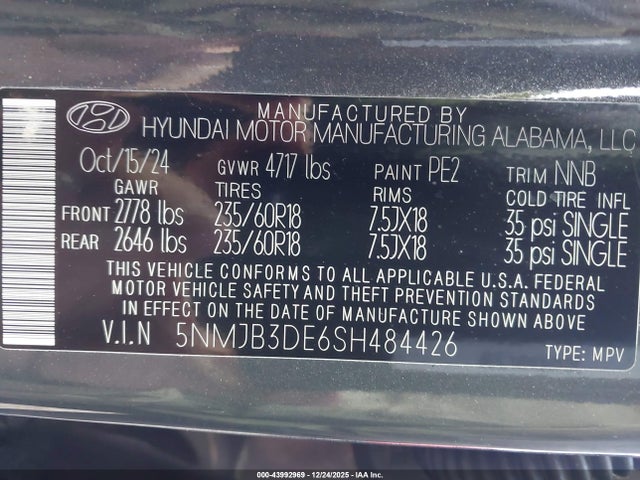 MANUFACTURED BY
HYUNDAI MOTOR MANUFACTURING ALABAMA, LLC
Oct/15/24 GVWR 4717 lbs PAINT PE2 TRIM NNB
GAWR TIRES RIMS COLD TIRE INFL
FRONT 2778 lbs 235/60R18 7.5JX18 35 psi SINGLE
REAR 2646 lbs 235/60R18 7.5JX18 35 psi SINGLE
THIS VEHICLE CONFORMS TO ALL APPLICABLE U.S.A. FEDERAL
MOTOR VEHICLE SAFETY AND THEFT PREVENTION STANDARDS
IN EFFECT ON THE DATE OF MANUFACTURE SHOWN ABOVE
V.I.N 5NMJB3DE6SH484426 TYPE: MPV
000-43992969 - 12/24/2025 - IAA Inc.